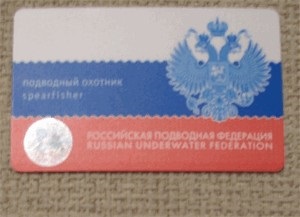 подводный охотник
spearfisher
РОССИЙСКАЯ ПОДВОДНАЯ ФЕДЕРАЦИЯ
RUSSIAN UNDERWATER FEDERATION